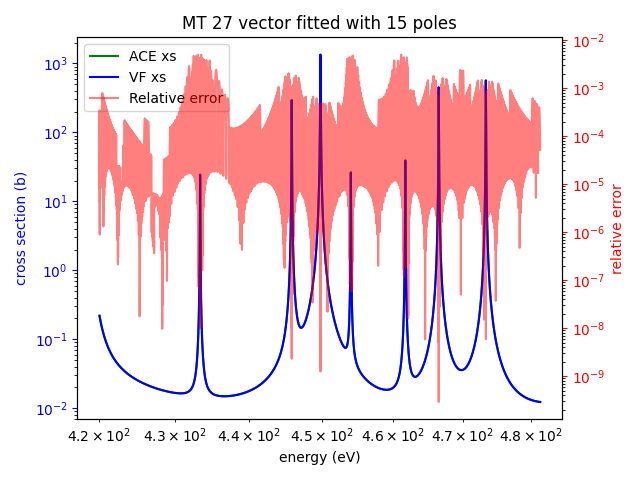 MT 27 vector fitted with 15 poles
ACE xs
VF xs
Relative error
cross section (b)
10³
10²
10¹
10⁰
10⁻¹
10⁻²
10⁻²
10⁻³
10⁻⁴
10⁻⁵
10⁻⁶
10⁻⁷
10⁻⁸
10⁻⁹
relative error
4.2 × 10² 4.3 × 10² 4.4 × 10² 4.5 × 10² 4.6 × 10² 4.7 × 10² 4.8 × 10²
energy (eV)